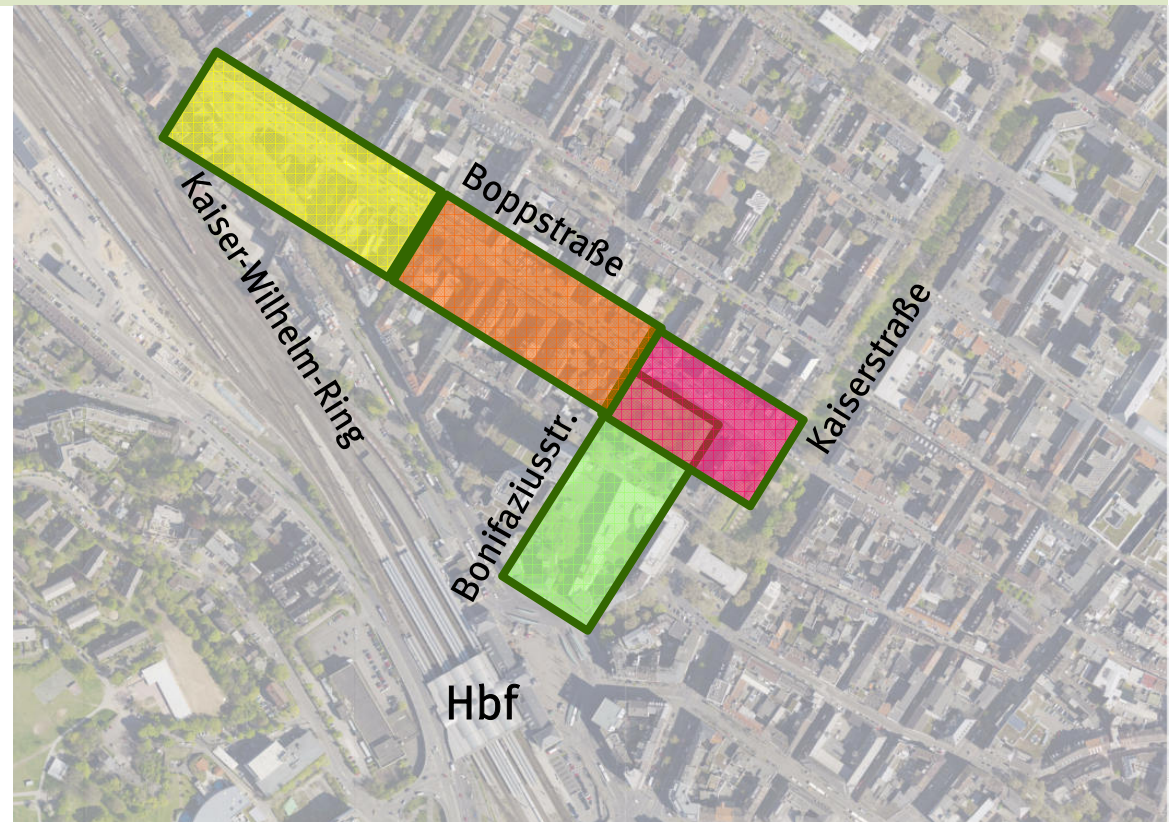 Boppstraße
Kaiser-Wilhelm-Ring
Kaiserstraße
Bonifaziusstr.
Hbf